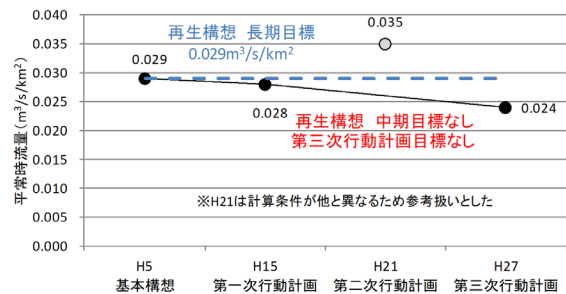 0.040
0.035
0.030
0.025
0.020
0.015
0.010
0.005
0.000
平常時流量(m³/s/km²)
再生構想 長期目標
0.029m³/s/km²
0.029
0.028
0.035
0.024
再生構想 中期目標なし
第三次行動計画目標なし
※H21は計算条件が他と異なるため参考扱いとした
H5
基本構想
H15
第一次行動計画
H21
第二次行動計画
H27
第三次行動計画